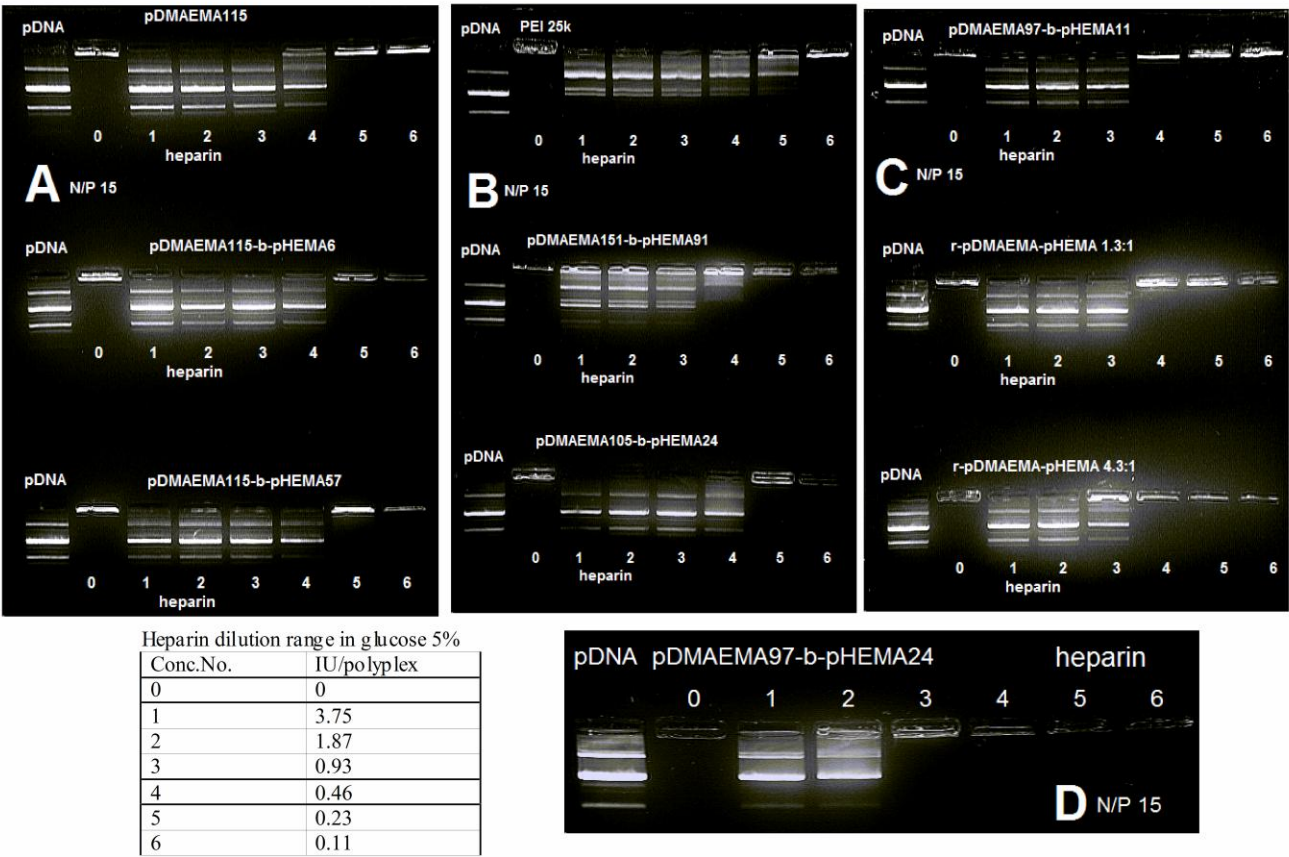 pDMAEMA115
pDNA
0 1 2 3 4 5 6
heparin
A N/P 15
pDNA pDMAEMA115-b-pHEMA6
0 1 2 3 4 5 6
heparin
pDNA pDMAEMA115-b-pHEMA57
0 1 2 3 4 5 6
heparin
pDNA PEI 25k
0 1 2 3 4 5 6
heparin
B N/P 15
pDNA pDMAEMA151-b-pHEMA91
0 1 2 3 4 5 6
heparin
pDMAEMA105-b-pHEMA24
pDNA
0 1 2 3 4 5 6
heparin
pDNA pDMAEMA97-b-pHEMA11
0 1 2 3 4 5 6
heparin
C N/P 15
pDNA r-pDMAEMA-pHEMA 1.3:1
0 1 2 3 4 5 6
heparin
pDNA r-pDMAEMA-pHEMA 4.3:1
0 1 2 3 4 5 6
heparin
Heparin dilution range in glucose 5%
Conc.No. IU/polyplex
0 0
1 3.75
2 1.87
3 0.93
4 0.46
5 0.23
6 0.11
pDNA pDMAEMA97-b-pHEMA24 heparin
0 1 2 3 4 5 6
D N/P 15